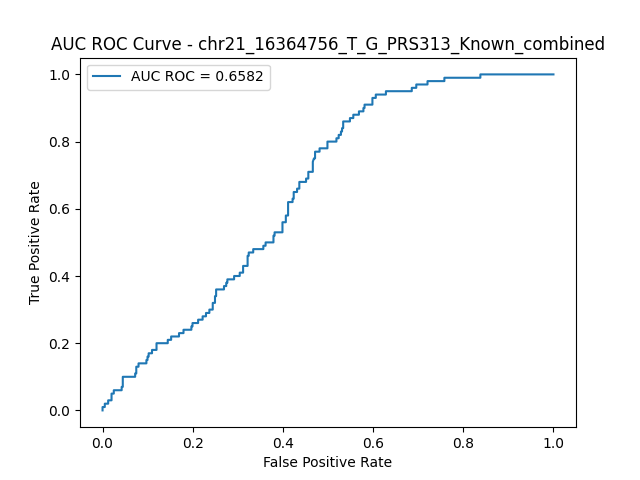 AUC ROC Curve - chr21_16364756_T_G_PRS313_Known_combined
AUC ROC = 0.6582
1.0
0.8
0.6
0.4
0.2
0.0
True Positive Rate
0.0 0.2 0.4 0.6 0.8 1.0
False Positive Rate